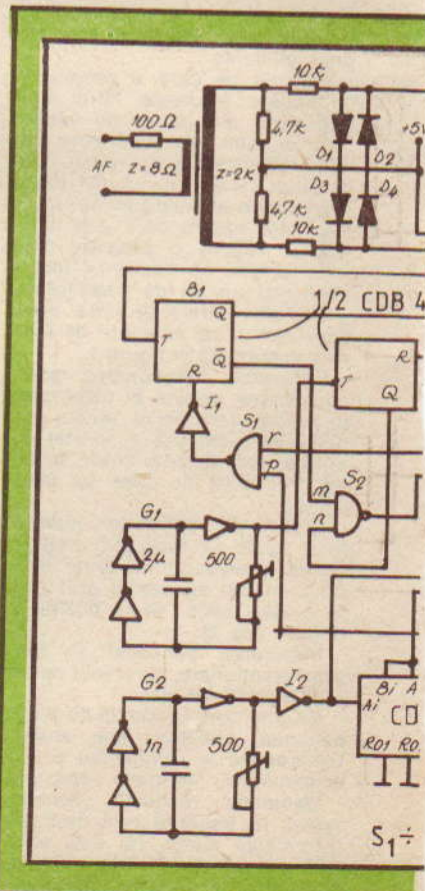 10K
100Ω
4,7K
D1
D2
+5V
AF
Z=8Ω
Z=2K
D3
D4
4,7K
10K
B1
Q
1/2 CDB 4
T
Q̄
R
T
R
Q
I1
S1
r
p
S2
m
n
G1
2μ
500
G2
I2
1n
500
Bi A
Ai
CD
R01 R0
S1÷